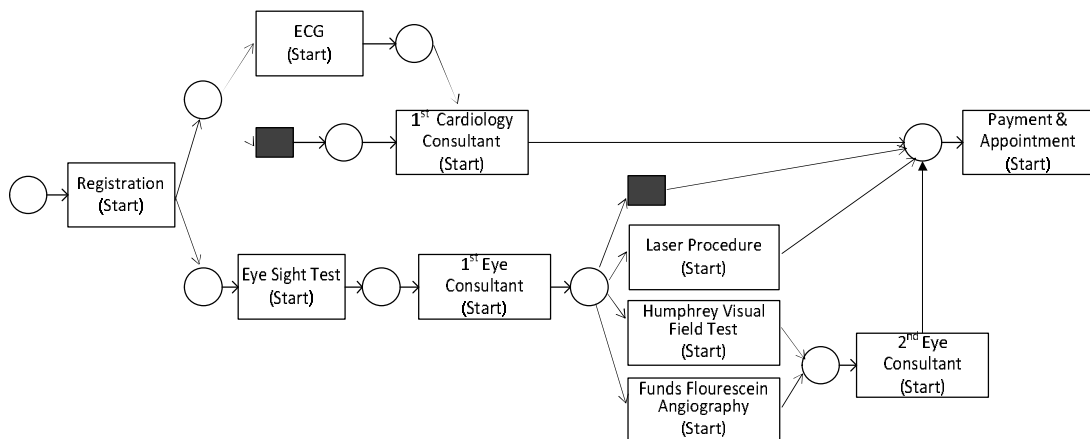 ECG
(Start)
1st Cardiology
Consultant
(Start)
Payment &
Appointment
(Start)
Registration
(Start)
Eye Sight Test
(Start)
1st Eye
Consultant
(Start)
Laser Procedure
(Start)
Humphrey Visual
Field Test
(Start)
Funds Flourescein
Angiography
(Start)
2nd Eye
Consultant
(Start)